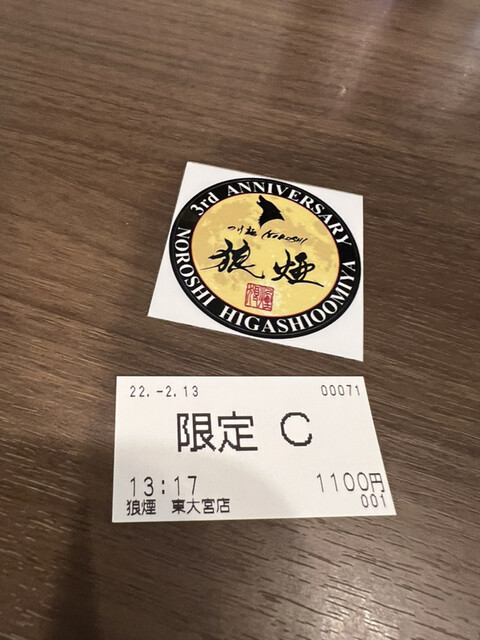 3rd ANNIVERSARY
つけ麺 NOROSHI
狼煙
NOROSHI HIGASHIOOMIYA
22.-2.13 00071
限定 C
13:17 1100円
狼煙 東大宮店 001